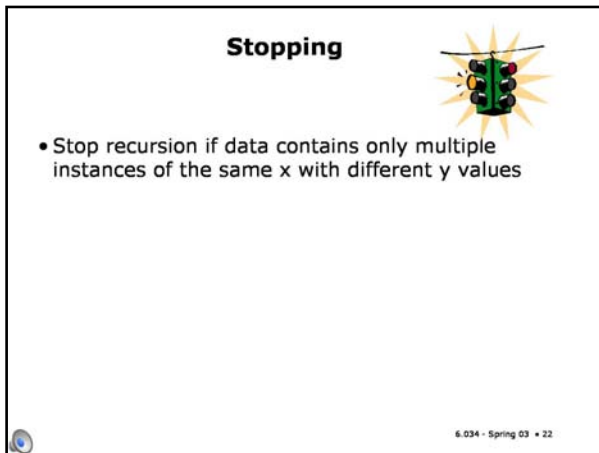 Stopping
• Stop recursion if data contains only multiple
instances of the same x with different y values
6.034 - Spring 03 • 22